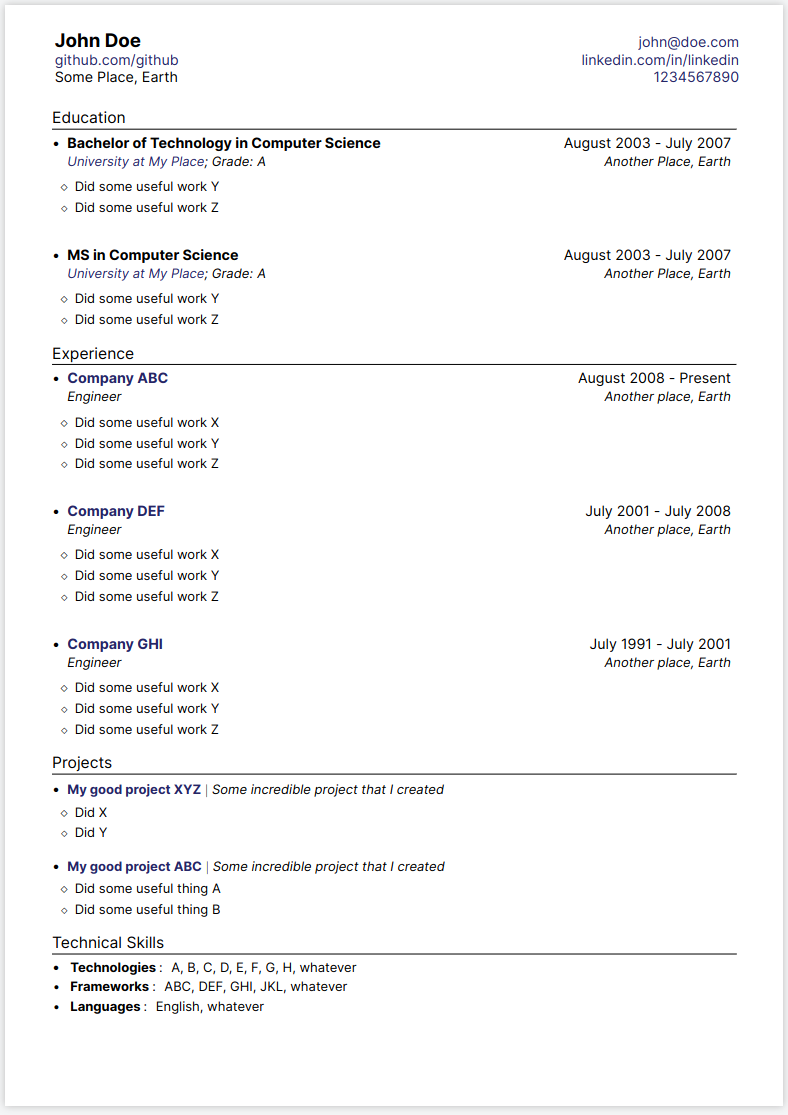 John Doe john@doe.com
github.com/github linkedin.com/in/linkedin
Some Place, Earth 1234567890
Education
• Bachelor of Technology in Computer Science August 2003 - July 2007
University at My Place; Grade: A Another Place, Earth
◇ Did some useful work Y
◇ Did some useful work Z
• MS in Computer Science August 2003 - July 2007
University at My Place; Grade: A Another Place, Earth
◇ Did some useful work Y
◇ Did some useful work Z
Experience
• Company ABC August 2008 - Present
Engineer Another place, Earth
◇ Did some useful work X
◇ Did some useful work Y
◇ Did some useful work Z
• Company DEF July 2001 - July 2008
Engineer Another place, Earth
◇ Did some useful work X
◇ Did some useful work Y
◇ Did some useful work Z
• Company GHI July 1991 - July 2001
Engineer Another place, Earth
◇ Did some useful work X
◇ Did some useful work Y
◇ Did some useful work Z
Projects
• My good project XYZ | Some incredible project that I created
◇ Did X
◇ Did Y
• My good project ABC | Some incredible project that I created
◇ Did some useful thing A
◇ Did some useful thing B
Technical Skills
• Technologies : A, B, C, D, E, F, G, H, whatever
• Frameworks : ABC, DEF, GHI, JKL, whatever
• Languages : English, whatever